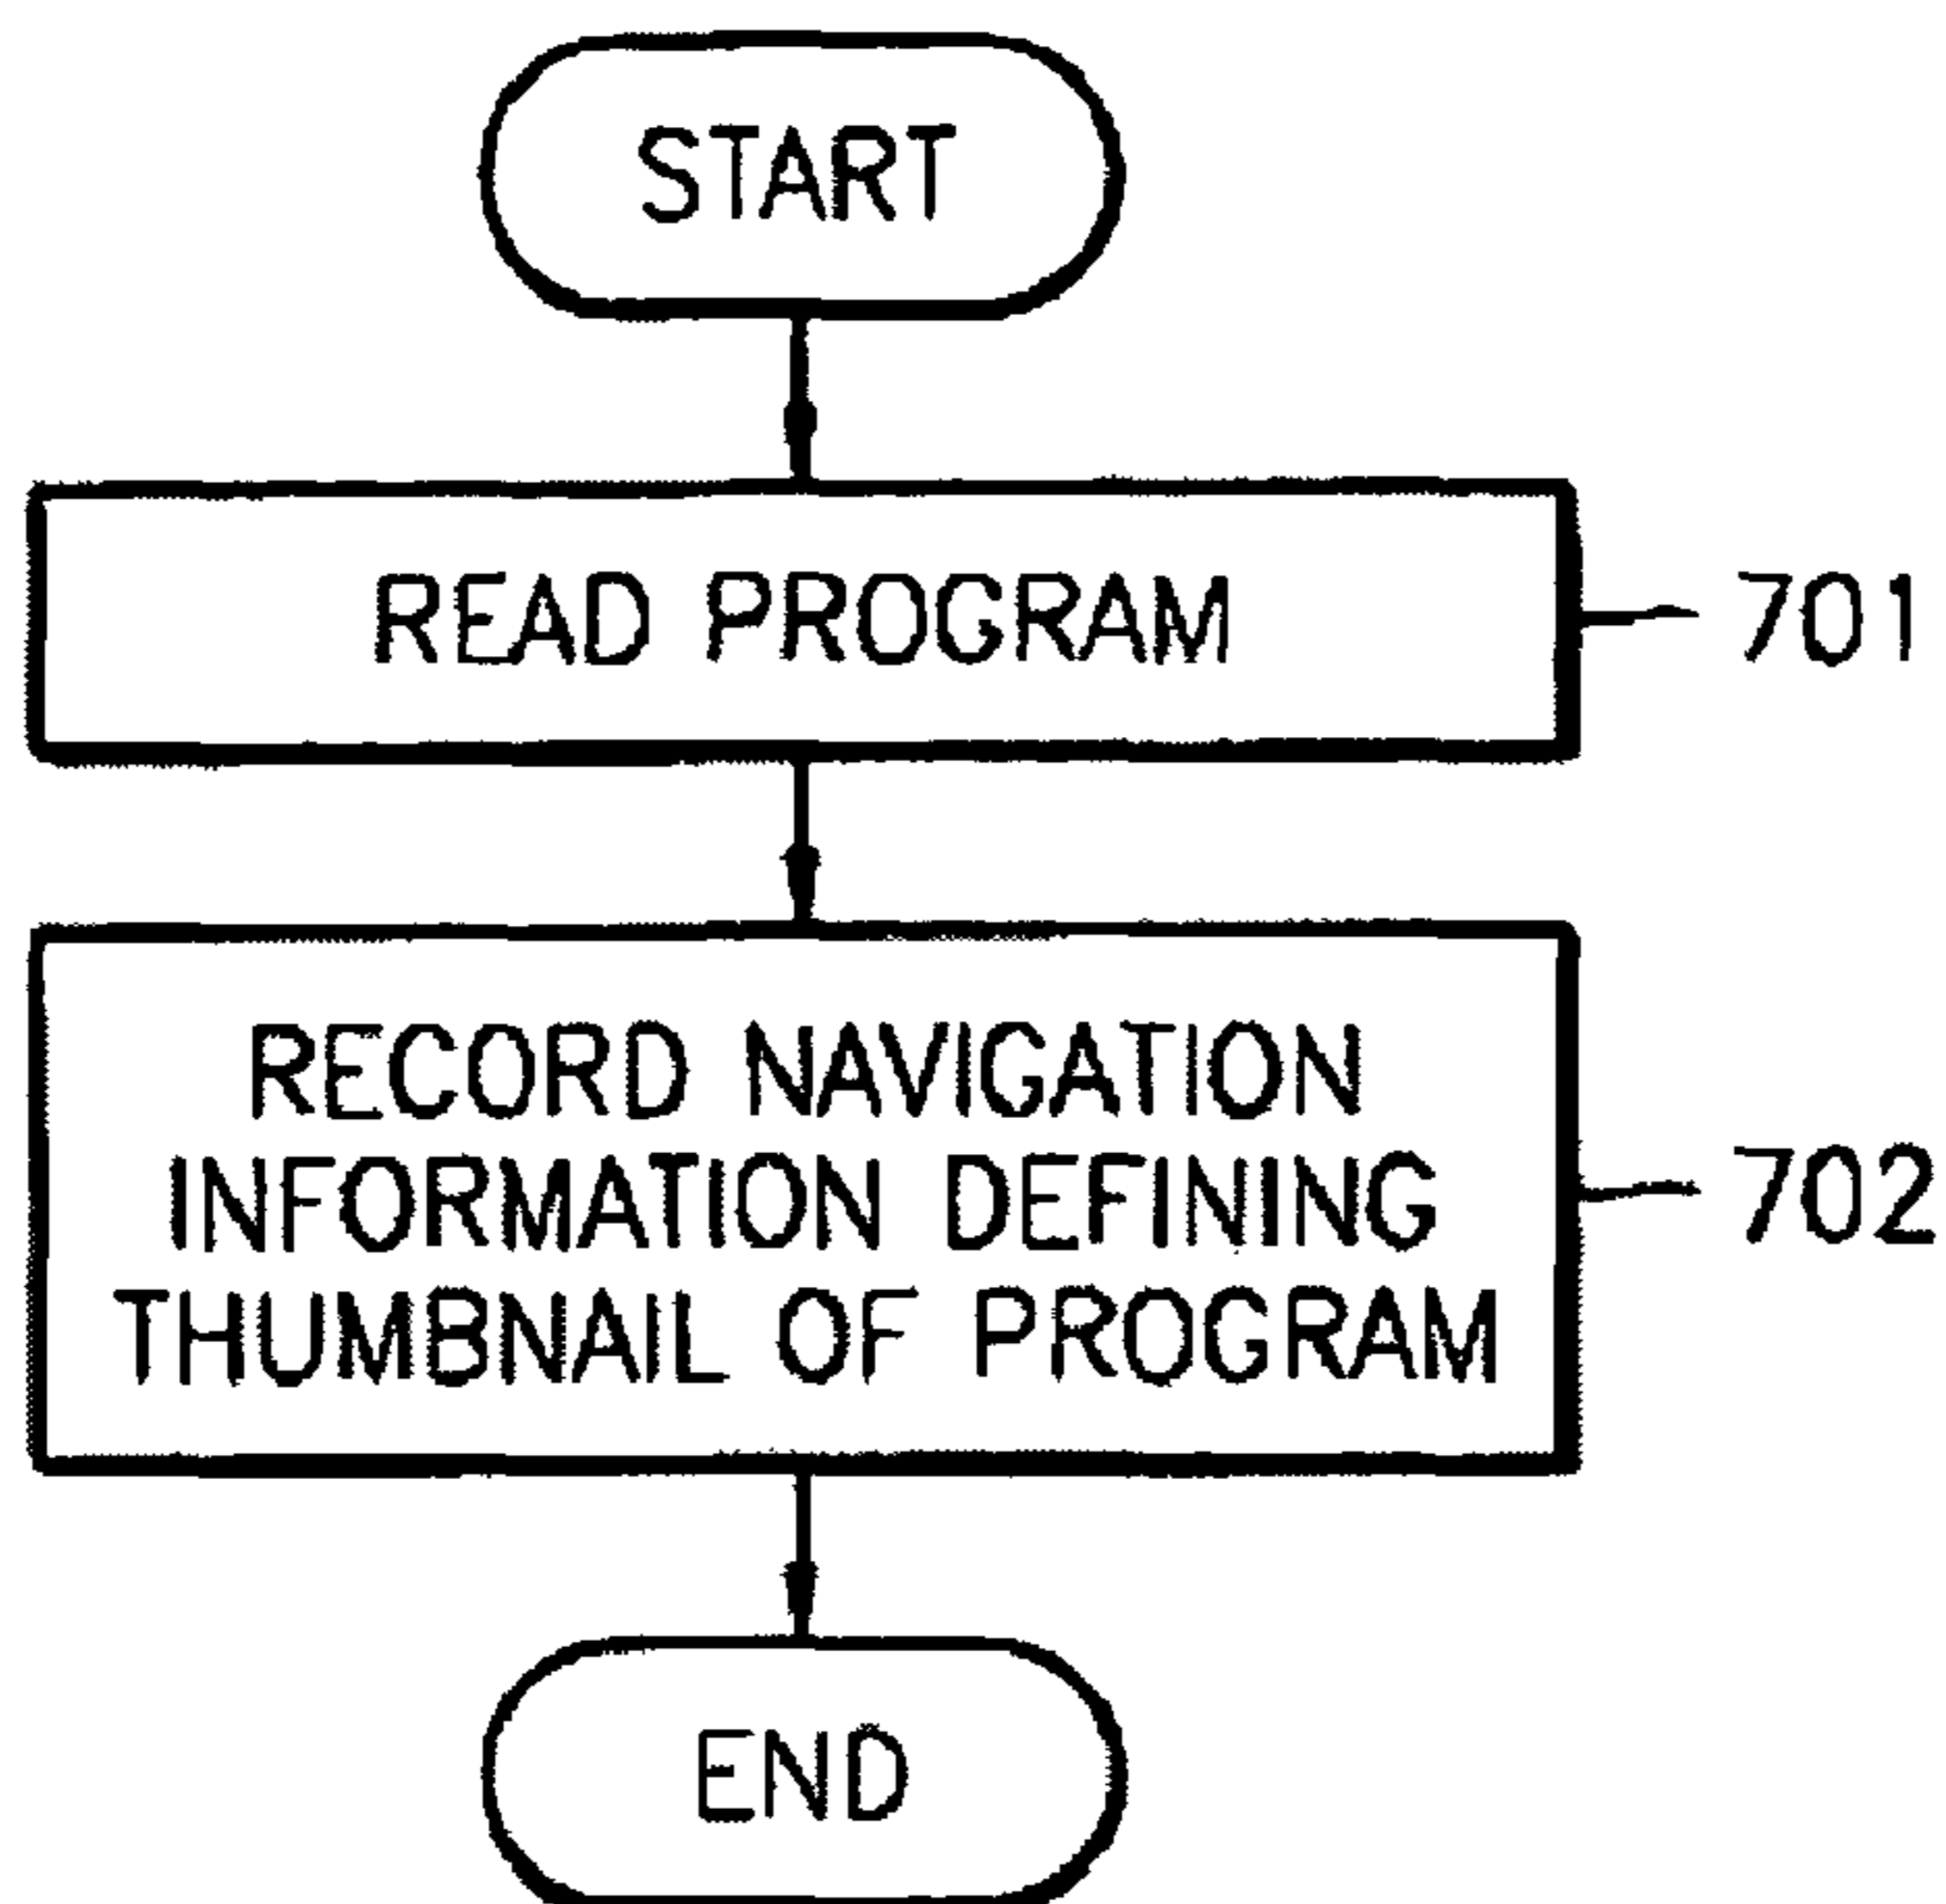 START
READ PROGRAM
701
RECORD NAVIGATION
INFORMATION DEFINING
THUMBNAIL OF PROGRAM
702
END